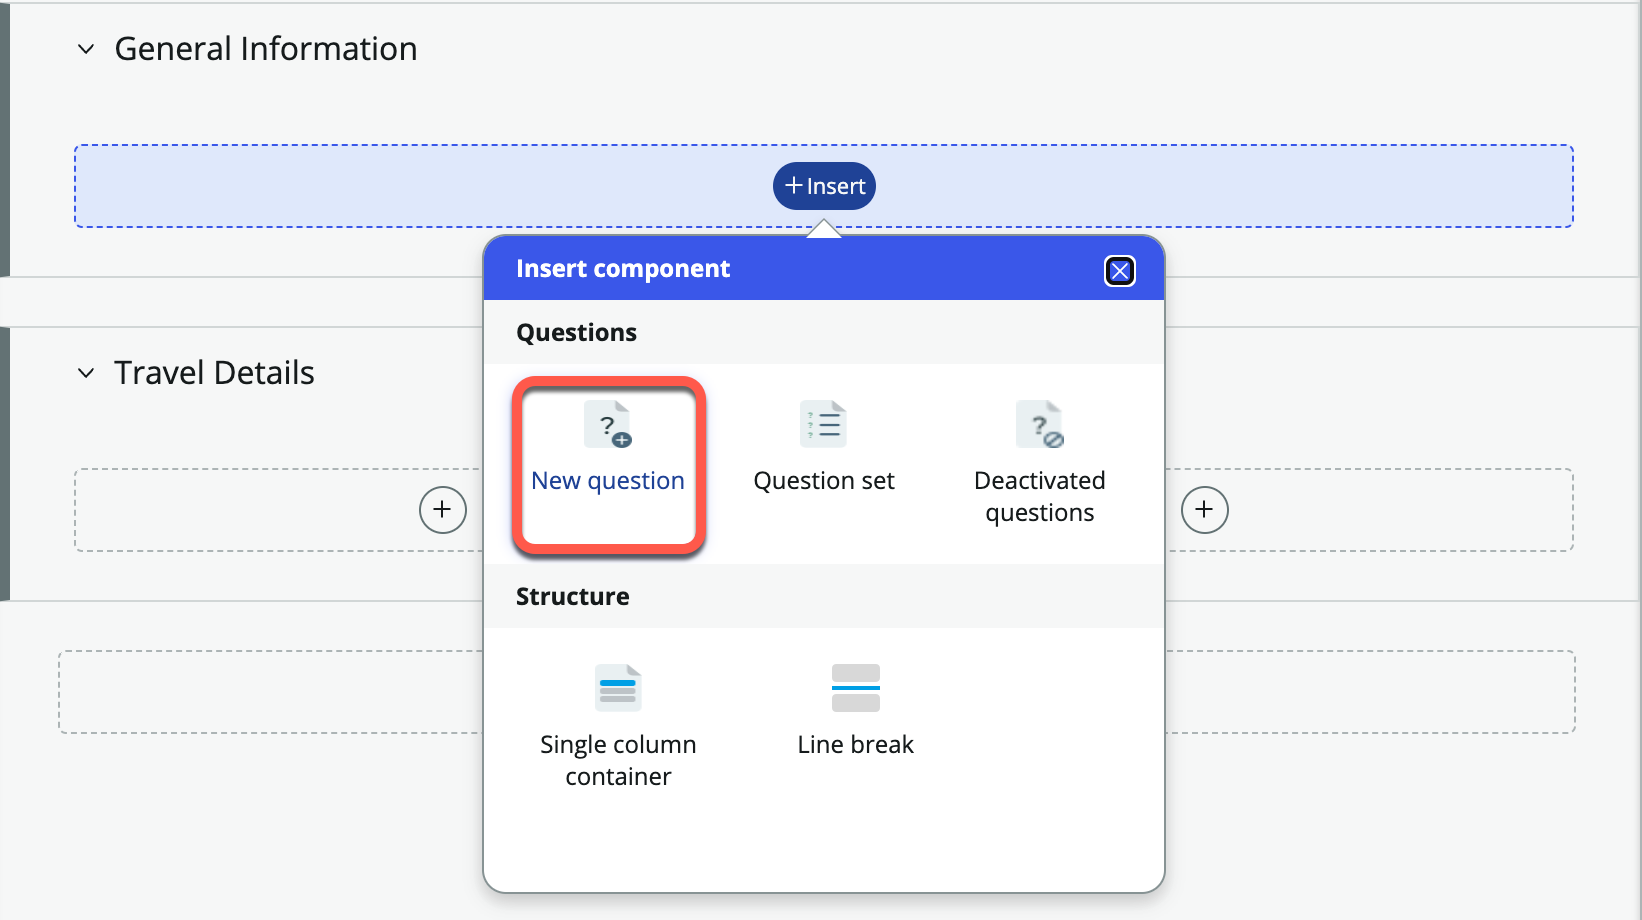 General Information
Insert
Insert component
Questions
New question
Question set
Deactivated
questions
Travel Details
Structure
Single column
container
Line break